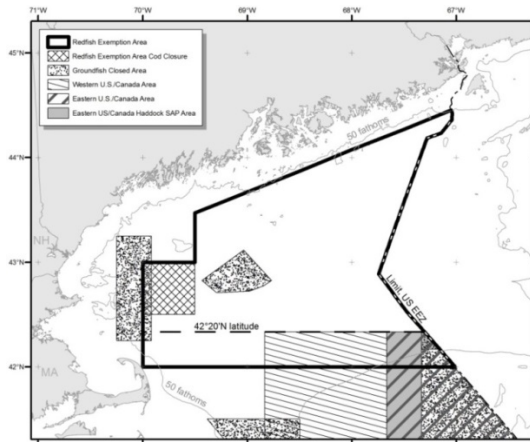 71°W 70°W 69°W 68°W 67°W
45°N
44°N
43°N
42°N
Redfish Exemption Area
Redfish Exemption Area Cod Closure
Groundfish Closed Area
Western U.S./Canada Area
Eastern U.S./Canada Area
Eastern US/Canada Haddock SAP Area
50 fathoms
NH
Limit, US EEZ
42°20'N latitude
MA
50 fathoms